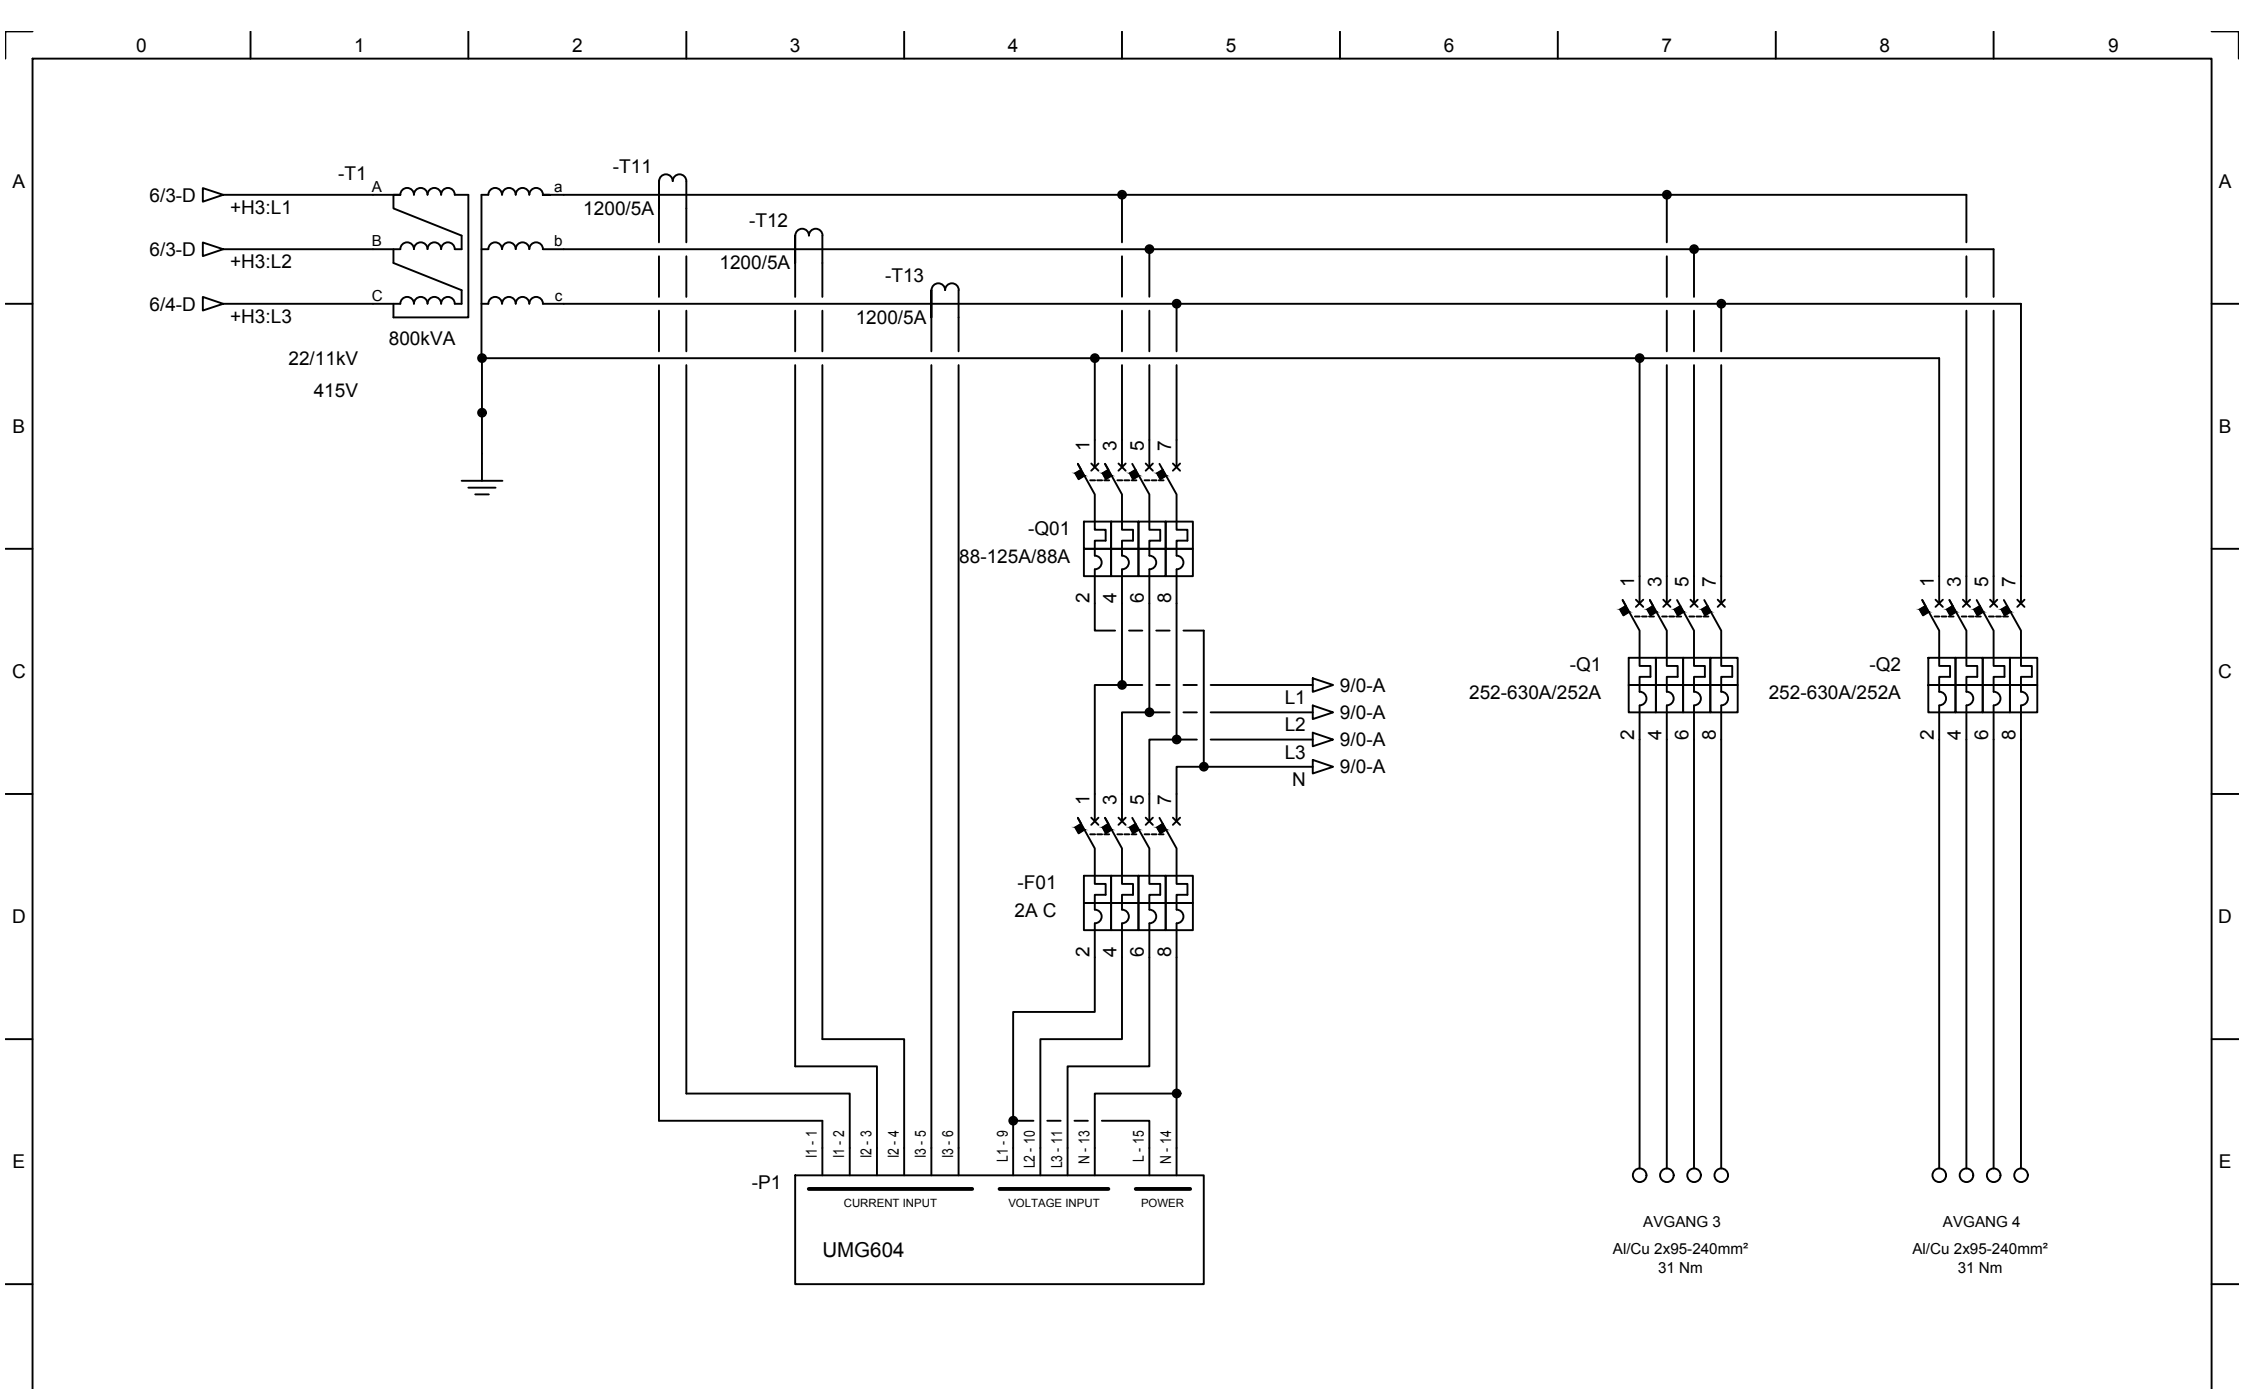 0 1 2 3 4 5 6 7 8 9
A A
-T1 A a -T11
6/3-D +H3:L1 1200/5A
-T12
6/3-D B b
+H3:L2 1200/5A
-T13
6/4-D C c
+H3:L3 1200/5A
800kVA
22/11kV
415V
B B
1 3 5 7
-Q01
88-125A/88A
2 4 6 8
1 3 5 7
1 3 5 7
C C
-Q1
252-630A/252A
-Q2
252-630A/252A
2 4 6 8
2 4 6 8
L1 9/0-A
L2 9/0-A
L3 9/0-A
N 9/0-A
1 3 5 7
-F01
2A C
D D
2 4 6 8
E E
I1 - 1
I1 - 2
I2 - 3
I2 - 4
I3 - 5
I3 - 6
L1 - 9
L2 - 10
L3 - 11
N - 13
L - 15
N - 14
-P1
CURRENT INPUT VOLTAGE INPUT POWER
UMG604
AVGANG 3
Al/Cu 2x95-240mm²
31 Nm
AVGANG 4
Al/Cu 2x95-240mm²
31 Nm